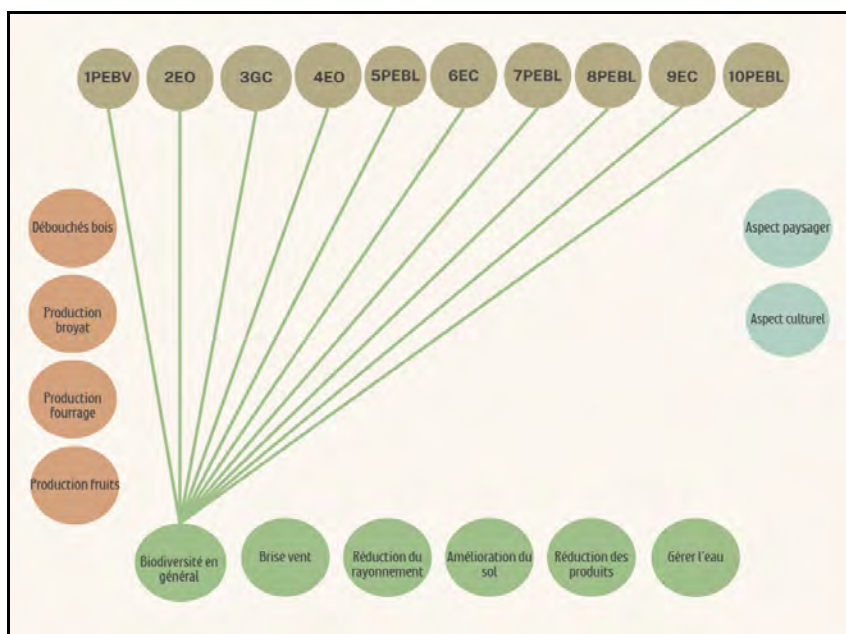 1PEBV
2EO
3GC
4EO
5PEBL
6EC
7PEBL
8PEBL
9EC
10PEBL
Débouchés bois
Production
broyat
Production
fourrage
Production fruits
Aspect paysager
Aspect culturel
Biodiversité en
général
Brise vent
Réduction du
rayonnement
Amélioration du
sol
Réduction des
produits
Gérer l'eau